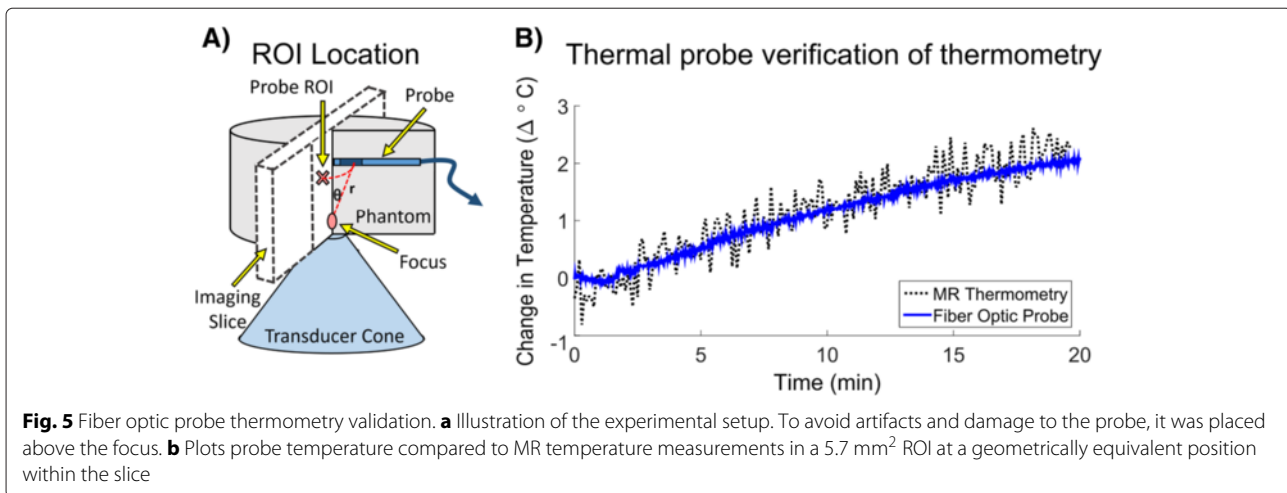 A)
ROI Location
Probe ROI
Probe
θ
r
Phantom
Focus
Imaging
Slice
Transducer Cone
B)
Thermal probe verification of thermometry
Change in Temperature (Δ ° C)
3
2
1
0
-1
0
5
10
15
20
MR Thermometry
Fiber Optic Probe
Time (min)
Fig. 5 Fiber optic probe thermometry validation. a Illustration of the experimental setup. To avoid artifacts and damage to the probe, it was placed
above the focus. b Plots probe temperature compared to MR temperature measurements in a 5.7 mm² ROI at a geometrically equivalent position
within the slice